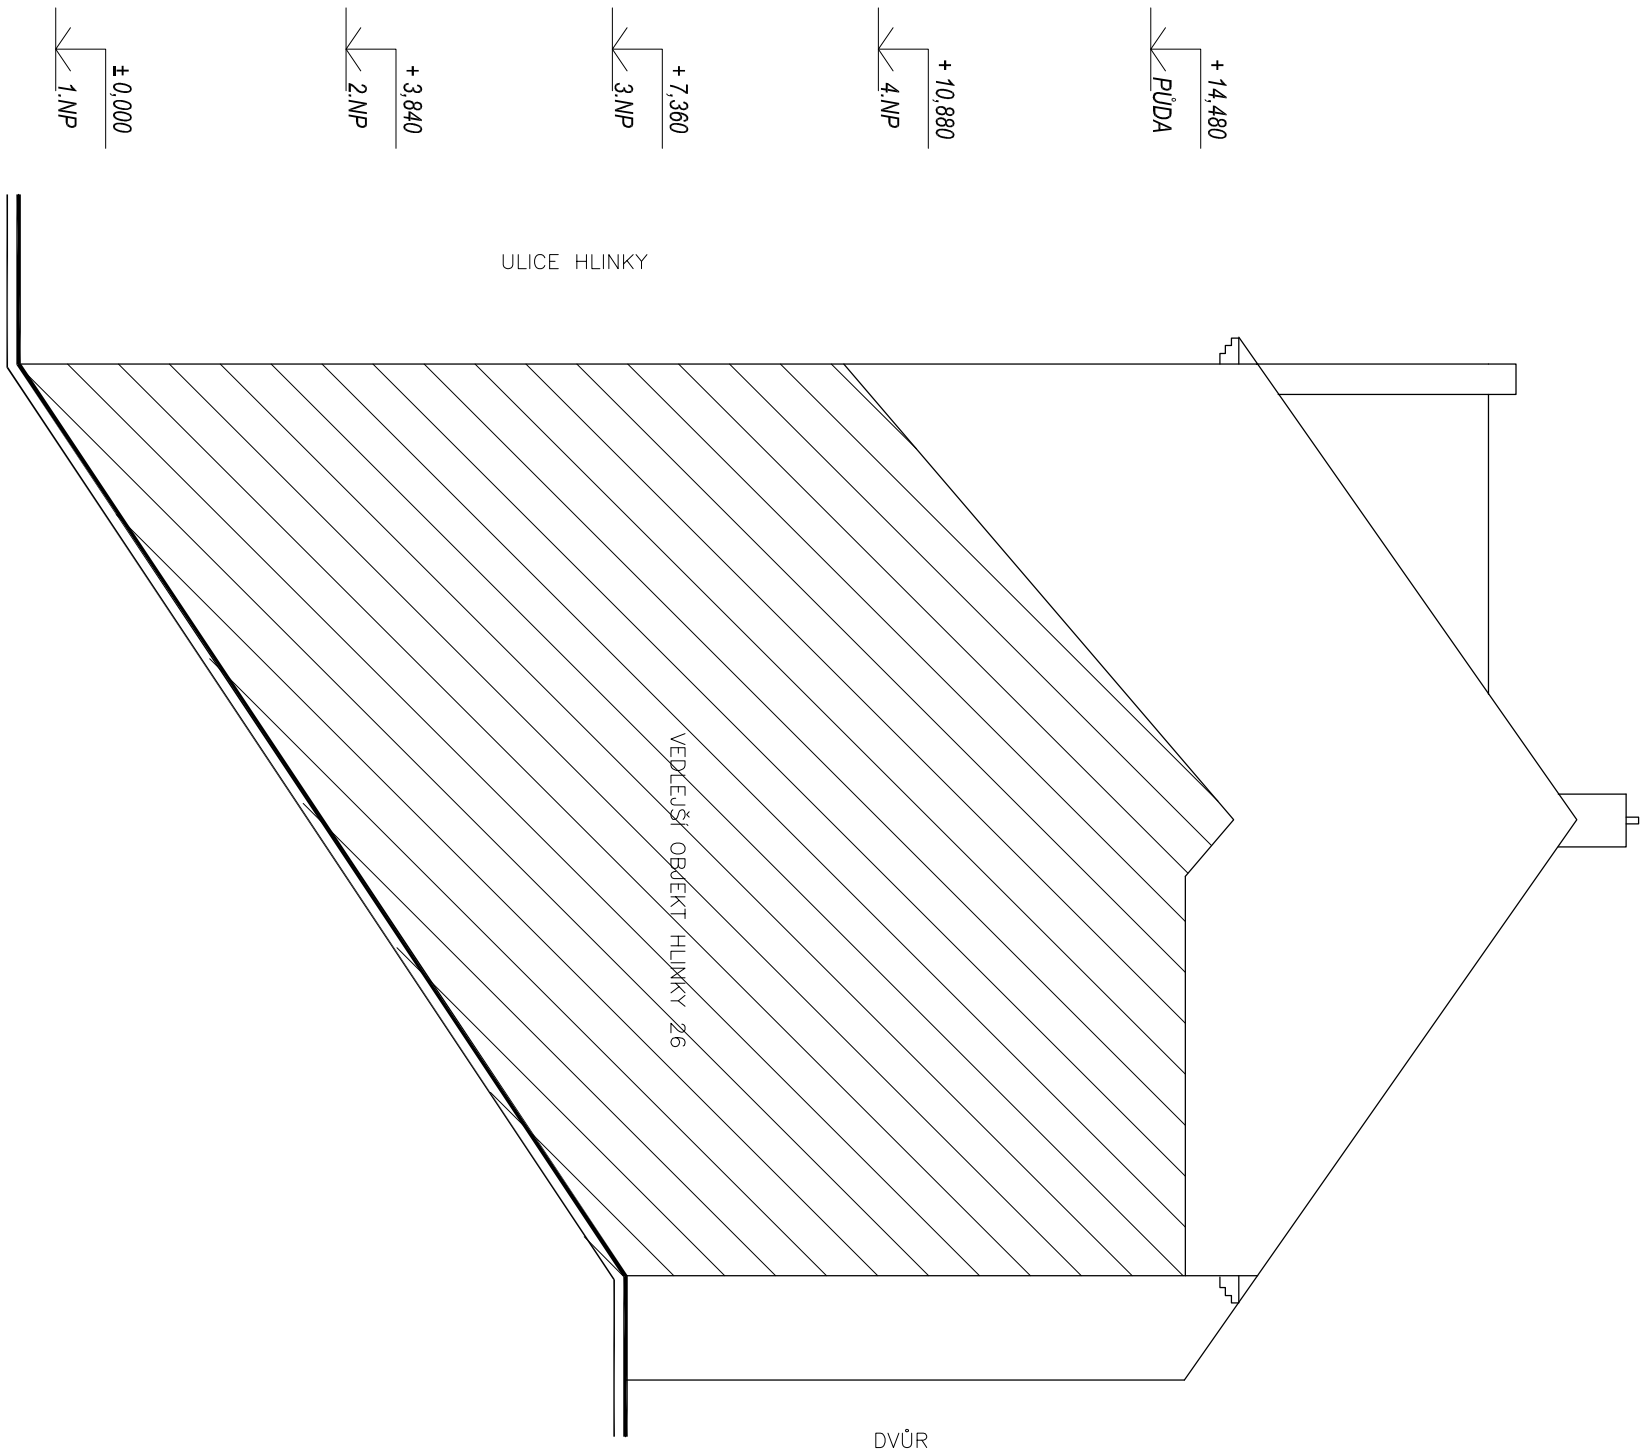 ± 0,000
1.NP
+ 3,840
2.NP
+ 7,360
3.NP
+ 10,880
4.NP
+ 14,480
PŮDA
ULICE HLINKY
VEDLEJŠÍ OBJEKT HLINKY 26
DVŮR